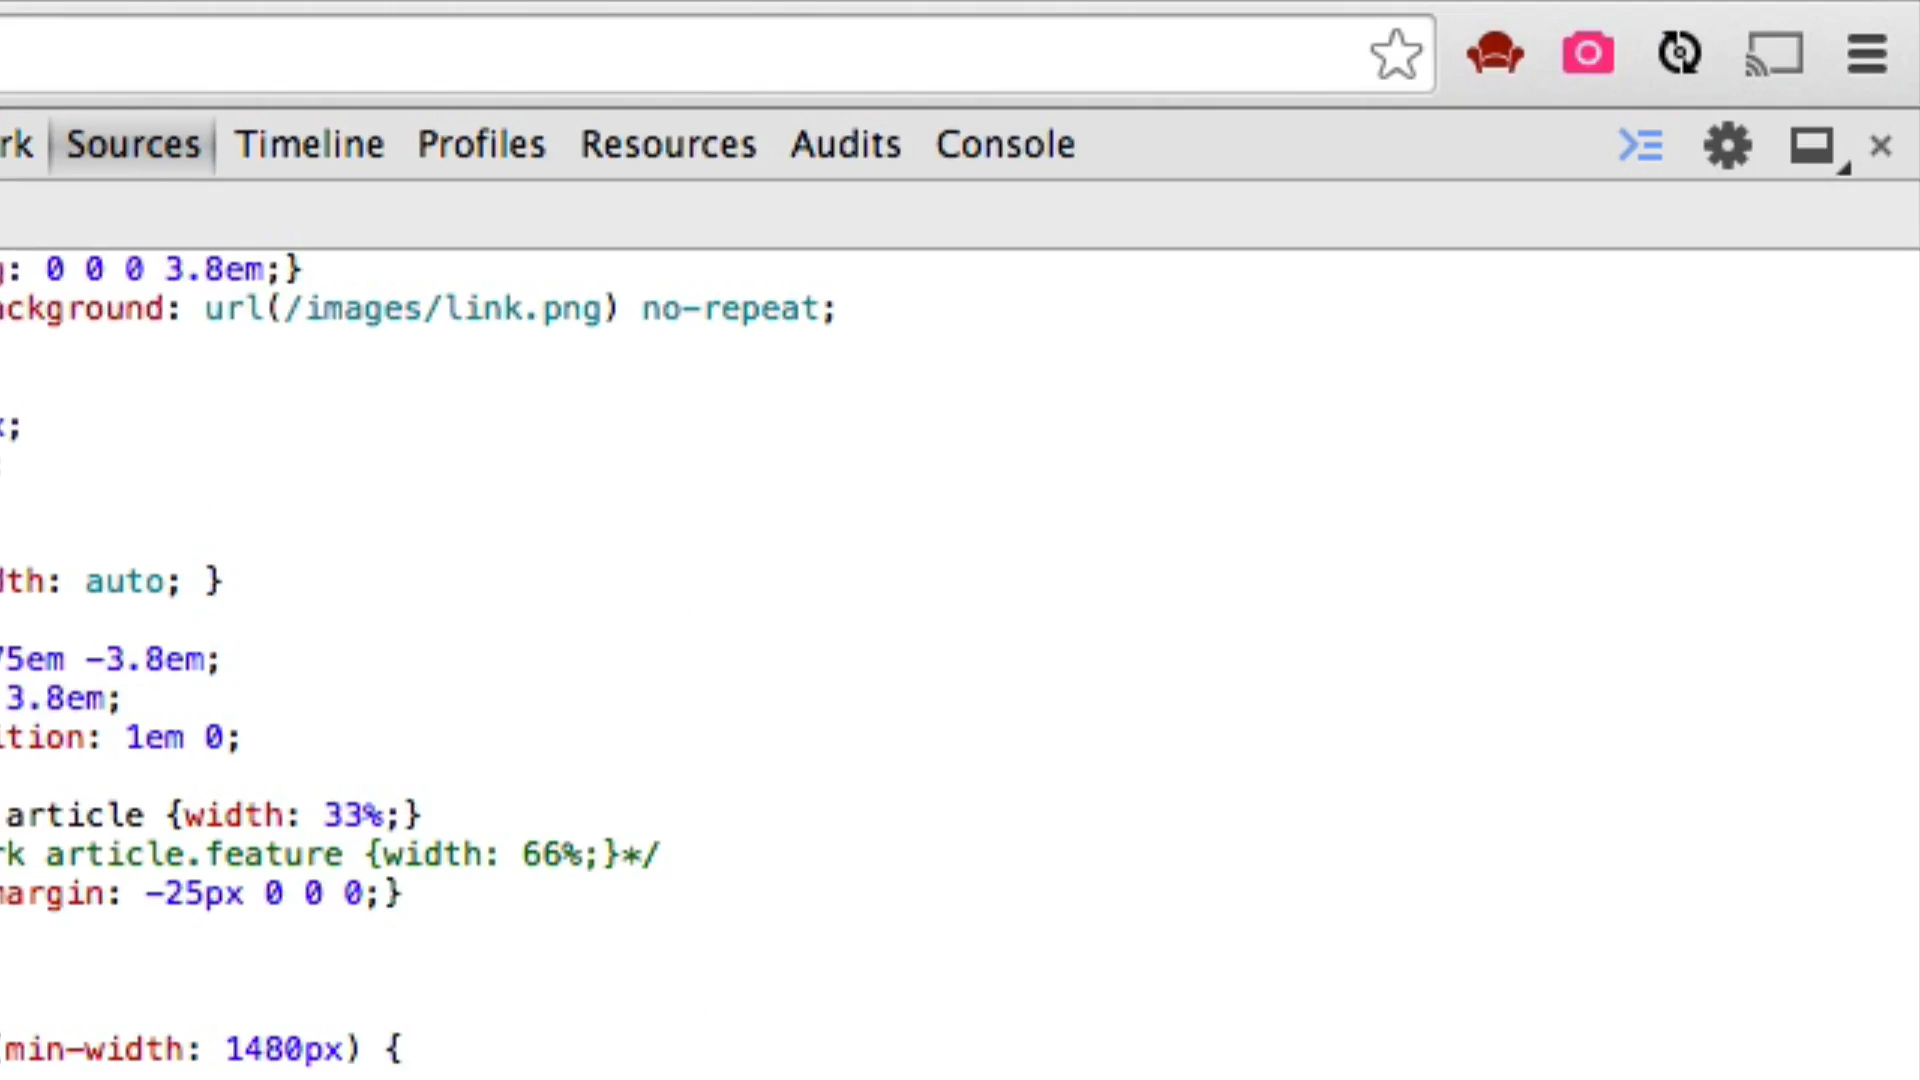 rk Sources Timeline Profiles Resources Audits Console
g: 0 0 0 3.8em;}
ackground: url(/images/link.png) no-repeat;
x;
;
dth: auto; }
75em -3.8em;
3.8em;
ition: 1em 0;
article {width: 33%;}
rk article.feature {width: 66%;}*/
margin: -25px 0 0 0;}
(min-width: 1480px) {